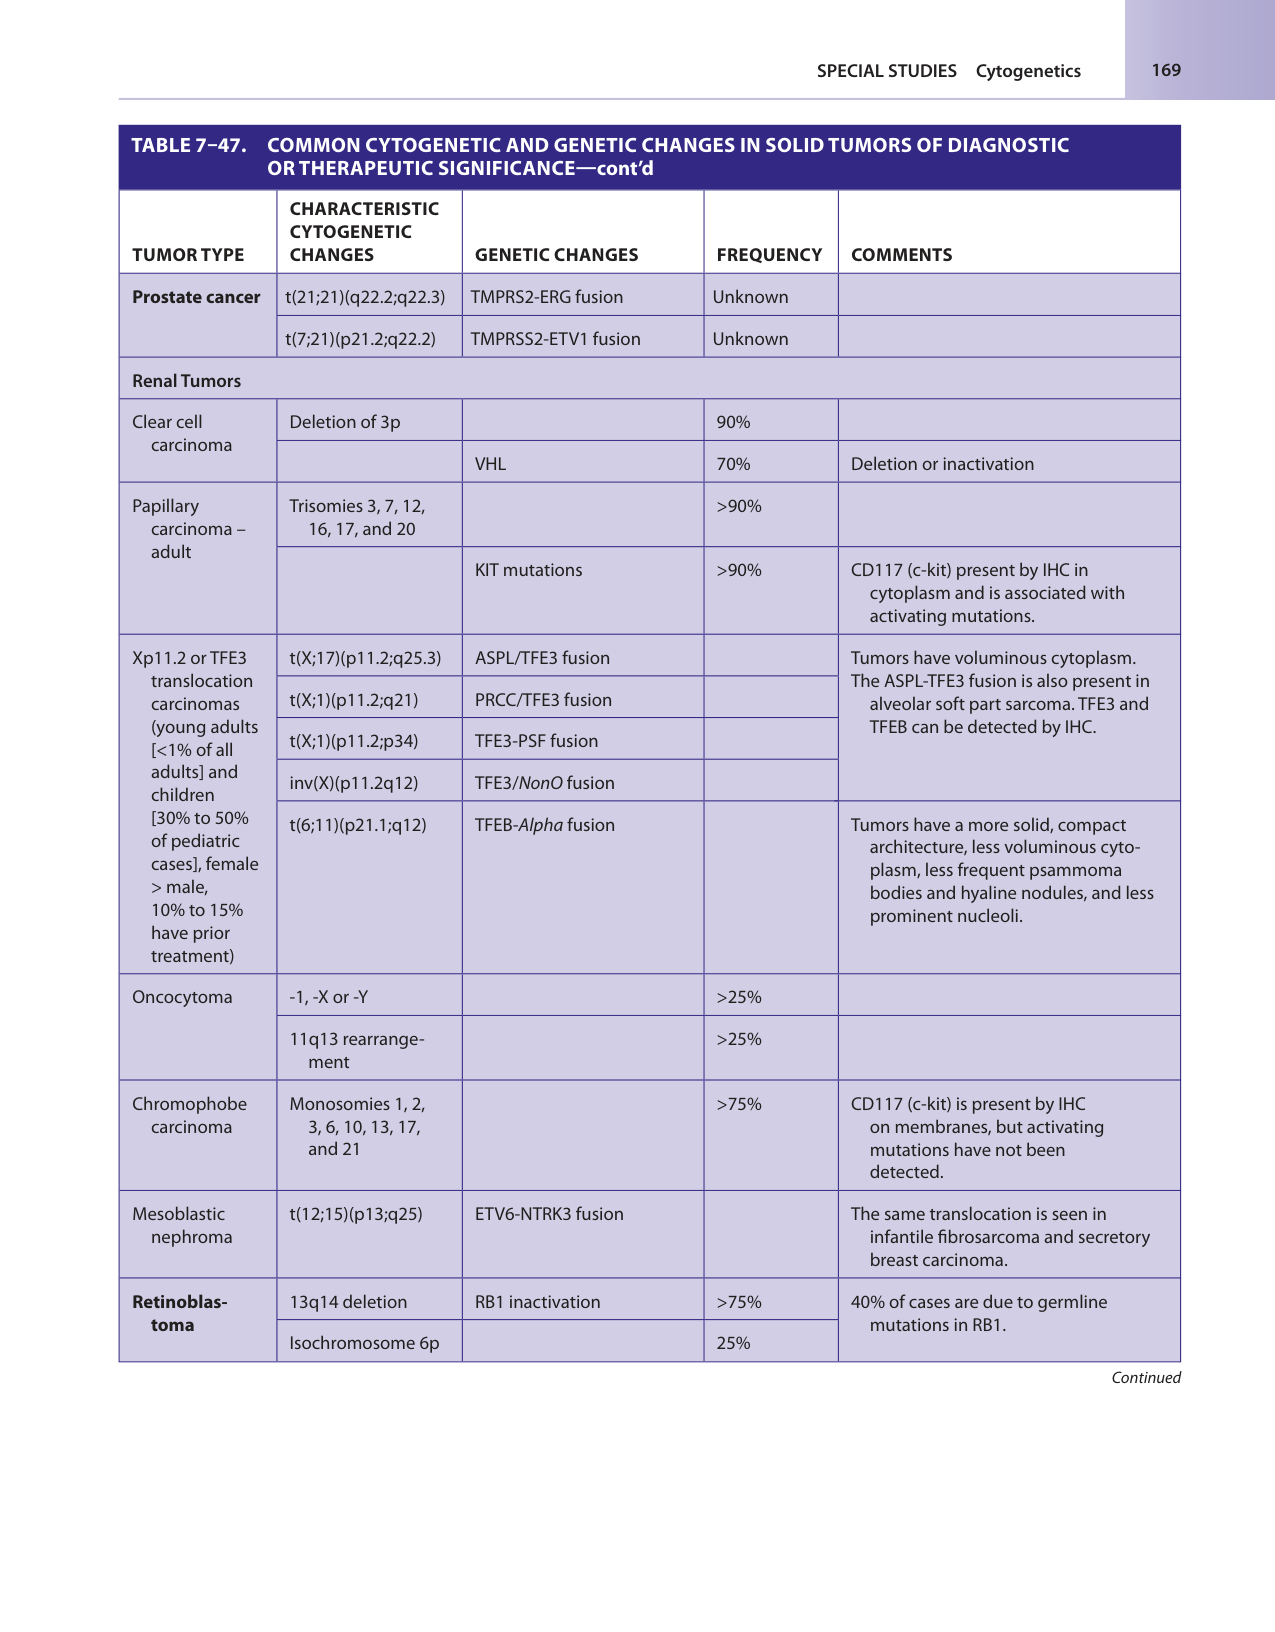 SPECIAL STUDIES Cytogenetics 169
TABLE 7–47. COMMON CYTOGENETIC AND GENETIC CHANGES IN SOLID TUMORS OF DIAGNOSTIC
OR THERAPEUTIC SIGNIFICANCE—cont’d
TUMOR TYPE
CHARACTERISTIC
CYTOGENETIC
CHANGES
GENETIC CHANGES
FREQUENCY
COMMENTS
Prostate cancer
t(21;21)(q22.2;q22.3)
TMPRS2-ERG fusion
Unknown
t(7;21)(p21.2;q22.2)
TMPRSS2-ETV1 fusion
Unknown
Renal Tumors
Clear cell
carcinoma
Deletion of 3p
90%
VHL
70%
Deletion or inactivation
Papillary
carcinoma –
adult
Trisomies 3, 7, 12,
16, 17, and 20
>90%
KIT mutations
>90%
CD117 (c-kit) present by IHC in
cytoplasm and is associated with
activating mutations.
Xp11.2 or TFE3
translocation
carcinomas
(young adults
[<1% of all
adults] and
children
[30% to 50%
of pediatric
cases], female
> male,
10% to 15%
have prior
treatment)
t(X;17)(p11.2;q25.3)
ASPL/TFE3 fusion
Tumors have voluminous cytoplasm.
The ASPL-TFE3 fusion is also present in
alveolar soft part sarcoma. TFE3 and
TFEB can be detected by IHC.
t(X;1)(p11.2;q21)
PRCC/TFE3 fusion
t(X;1)(p11.2;p34)
TFE3-PSF fusion
inv(X)(p11.2q12)
TFE3/NonO fusion
t(6;11)(p21.1;q12)
TFEB-Alpha fusion
Tumors have a more solid, compact
architecture, less voluminous cyto-
plasm, less frequent psammoma
bodies and hyaline nodules, and less
prominent nucleoli.
Oncocytoma
-1, -X or -Y
>25%
11q13 rearrange-
ment
>25%
Chromophobe
carcinoma
Monosomies 1, 2,
3, 6, 10, 13, 17,
and 21
>75%
CD117 (c-kit) is present by IHC
on membranes, but activating
mutations have not been
detected.
Mesoblastic
nephroma
t(12;15)(p13;q25)
ETV6-NTRK3 fusion
The same translocation is seen in
infantile fibrosarcoma and secretory
breast carcinoma.
Retinoblas-
toma
13q14 deletion
RB1 inactivation
>75%
40% of cases are due to germline
mutations in RB1.
Isochromosome 6p
25%
Continued